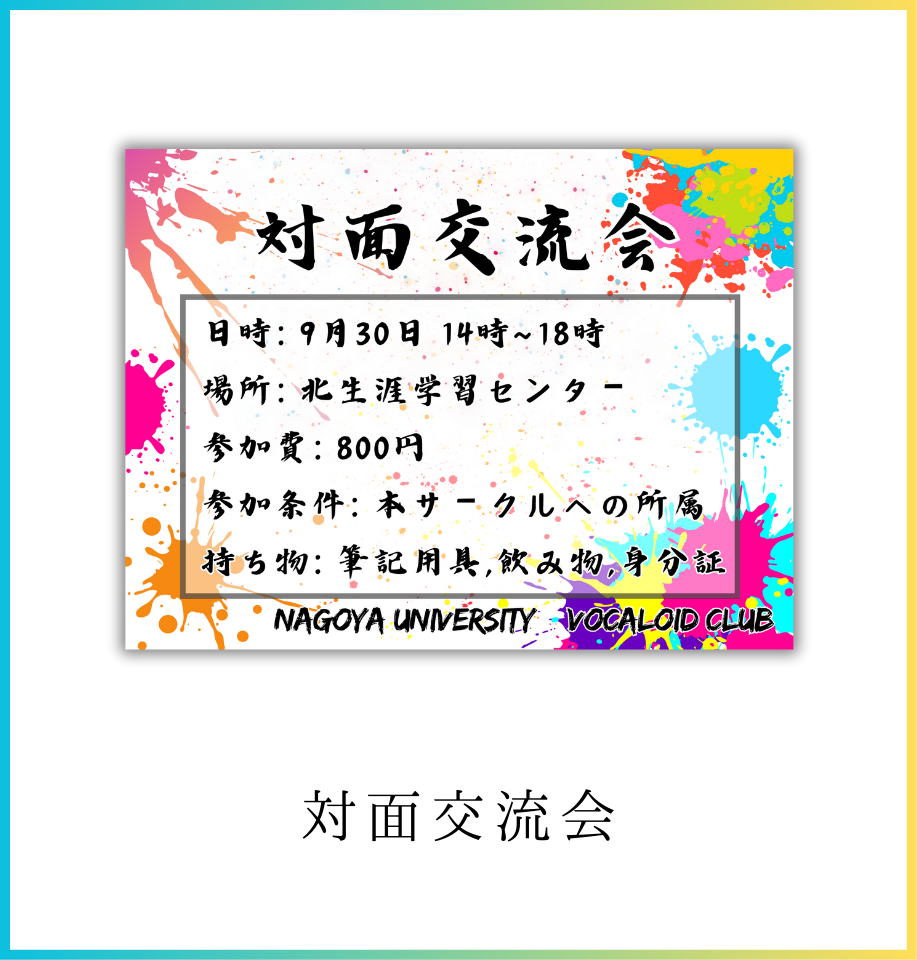 対面交流会
日時: 9月30日 14時~18時
場所: 北生涯学習センター
参加費: 800円
参加条件: 本サークルへの所属
持ち物: 筆記用具,飲み物,身分証
NAGOYA UNIVERSITY VOCALOID CLUB
対面交流会